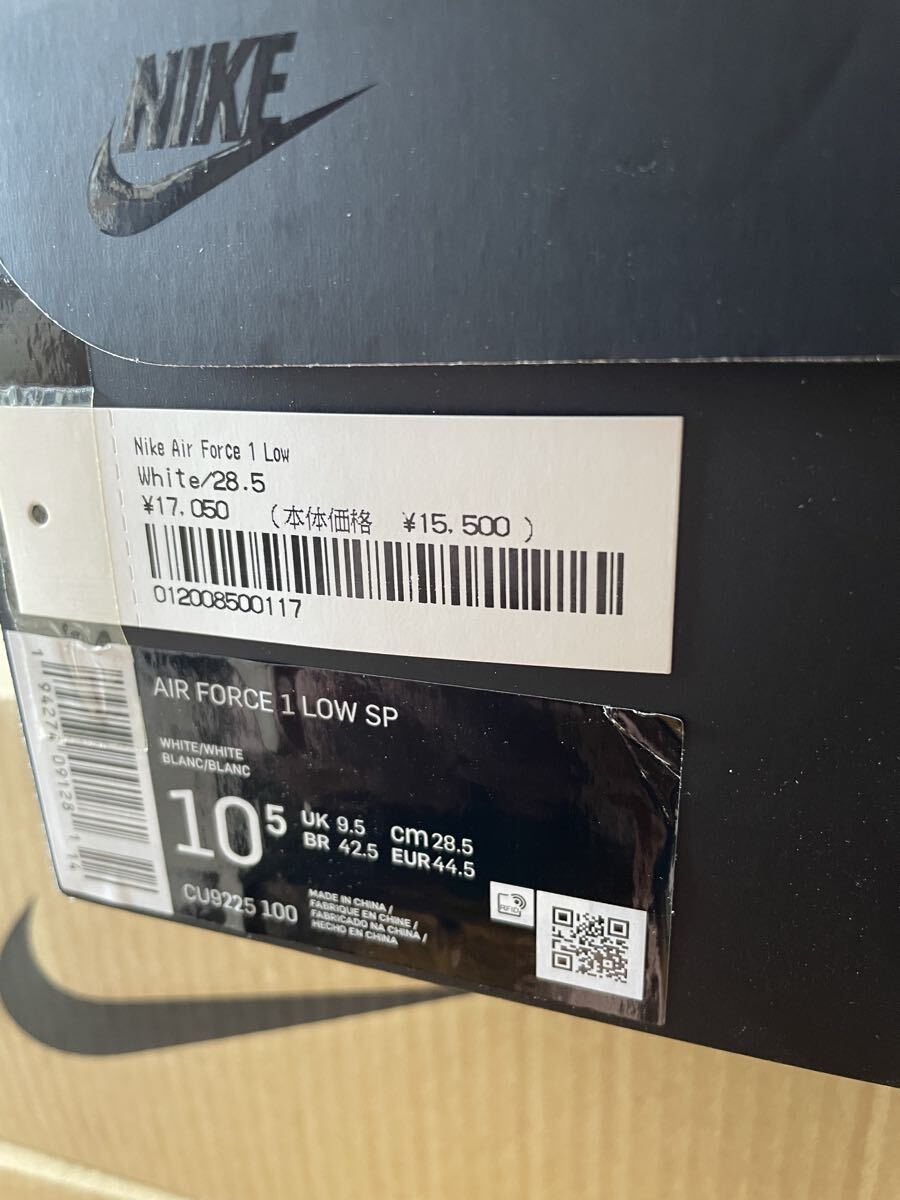 NIKE
Nike Air Force 1 Low
White/28.5
¥17,050 (本体価格 ¥15,500)
012008500117
AIR FORCE 1 LOW SP
WHITE/WHITE
BLANC/BLANC
10 5
UK 9.5 cm 28.5
BR 42.5 EUR 44.5
CU9225 100
MADE IN CHINA /
FABRIQUE EN CHINE /
FABRICADO NA CHINA /
HECHO EN CHINA
RFID